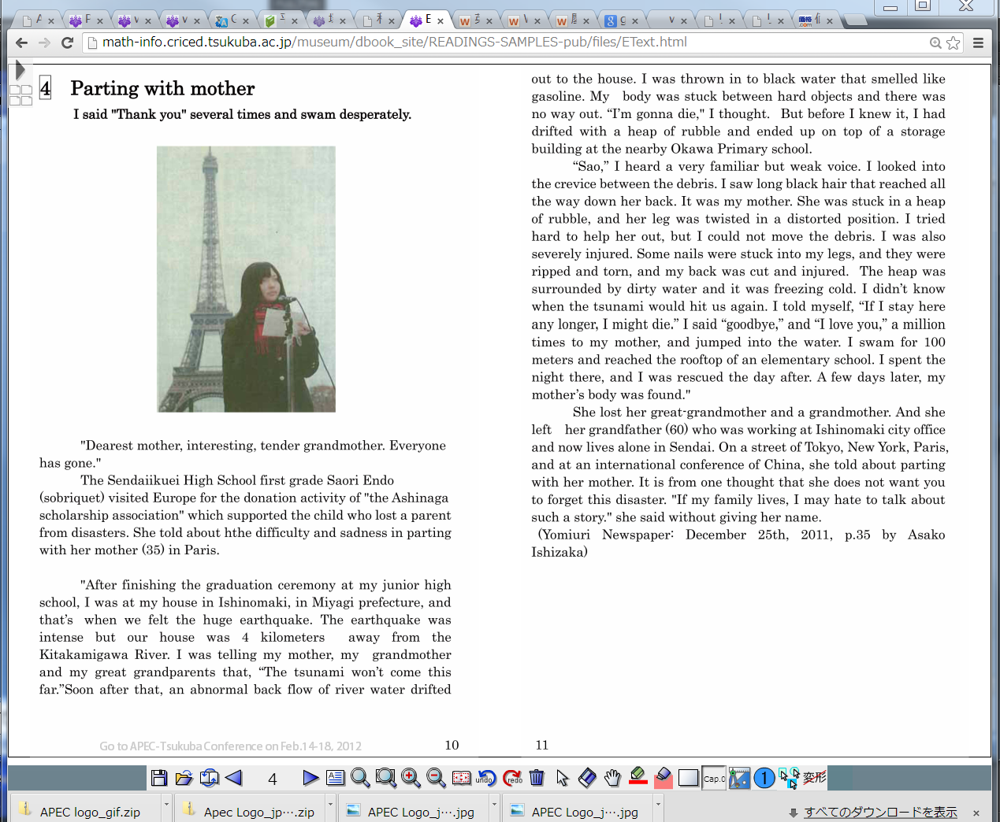 math-info.criced.tsukuba.ac.jp/museum/dbook_site/READINGS-SAMPLES-pub/files/EText.html
4 Parting with mother
I said "Thank you" several times and swam desperately.
"Dearest mother, interesting, tender grandmother. Everyone
has gone."
The Sendaiikuei High School first grade Saori Endo
(sobriquet) visited Europe for the donation activity of "the Ashinaga
scholarship association" which supported the child who lost a parent
from disasters. She told about hthe difficulty and sadness in parting
with her mother (35) in Paris.
"After finishing the graduation ceremony at my junior high
school, I was at my house in Ishinomaki, in Miyagi prefecture, and
that’s when we felt the huge earthquake. The earthquake was
intense but our house was 4 kilometers away from the
Kitakamigawa River. I was telling my mother, my grandmother
and my great grandparents that, “The tsunami won’t come this
far.”Soon after that, an abnormal back flow of river water drifted
Go to APEC-Tsukuba Conference on Feb.14-18, 2012
10
out to the house. I was thrown in to black water that smelled like
gasoline. My body was stuck between hard objects and there was
no way out. “I’m gonna die," I thought. But before I knew it, I had
drifted with a heap of rubble and ended up on top of a storage
building at the nearby Okawa Primary school.
“Sao,” I heard a very familiar but weak voice. I looked into
the crevice between the debris. I saw long black hair that reached all
the way down her back. It was my mother. She was stuck in a heap
of rubble, and her leg was twisted in a distorted position. I tried
hard to help her out, but I could not move the debris. I was also
severely injured. Some nails were stuck into my legs, and they were
ripped and torn, and my back was cut and injured. The heap was
surrounded by dirty water and it was freezing cold. I didn’t know
when the tsunami would hit us again. I told myself, “If I stay here
any longer, I might die.” I said “goodbye,” and “I love you,” a million
times to my mother, and jumped into the water. I swam for 100
meters and reached the rooftop of an elementary school. I spent the
night there, and I was rescued the day after. A few days later, my
mother’s body was found."
She lost her great-grandmother and a grandmother. And she
left her grandfather (60) who was working at Ishinomaki city office
and now lives alone in Sendai. On a street of Tokyo, New York, Paris,
and at an international conference of China, she told about parting
with her mother. It is from one thought that she does not want you
to forget this disaster. "If my family lives, I may hate to talk about
such a story." she said without giving her name.
(Yomiuri Newspaper: December 25th, 2011, p.35 by Asako
Ishizaka)
11
4
undo
redo
Cap.
1
変形
APEC logo_gif.zip
Apec Logo_jp….zip
APEC Logo_j….jpg
APEC Logo_j….jpg
すべてのダウンロードを表示